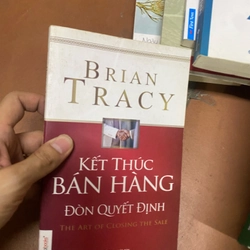 BRIAN
TRACY
KẾT THÚC
BÁN HÀNG
ĐÒN QUYẾT ĐỊNH
THE ART OF CLOSING THE SALE